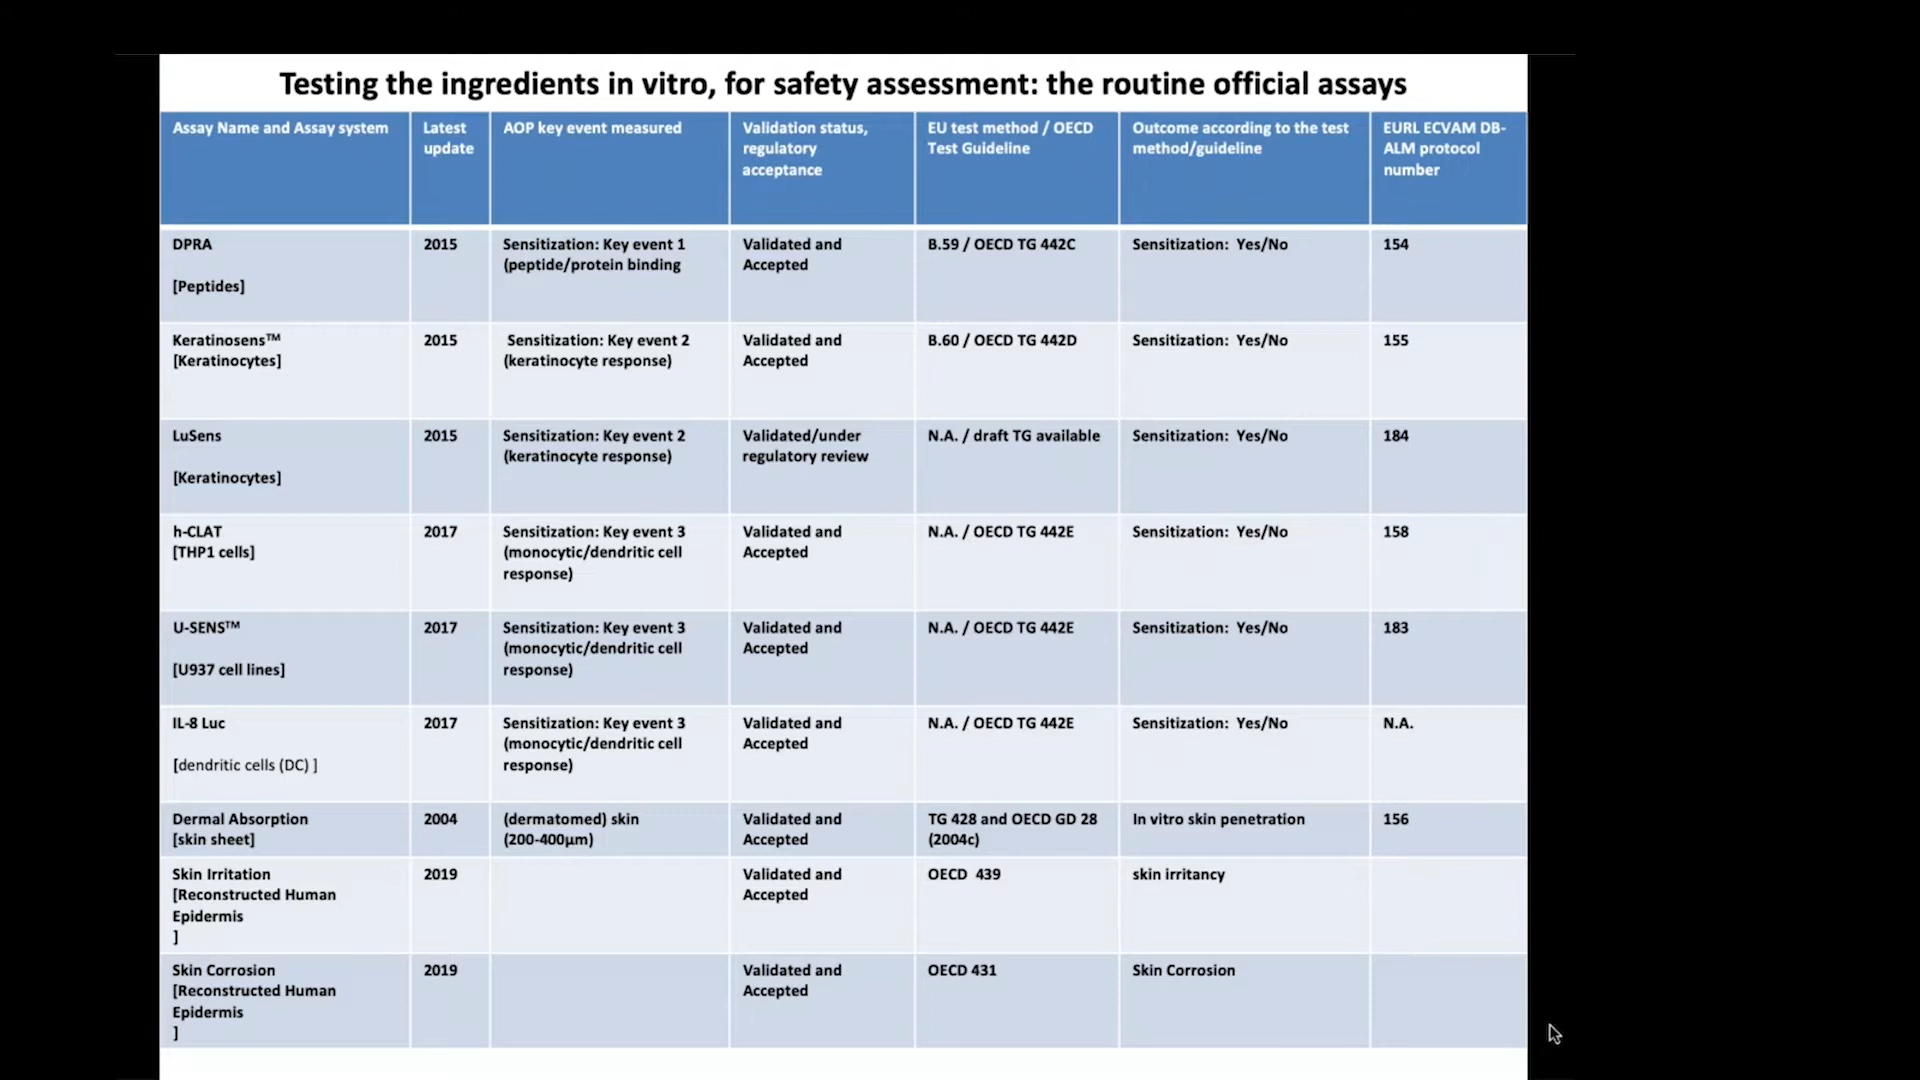 Testing the ingredients in vitro, for safety assessment: the routine official assays
Assay Name and Assay system
Latest
update
AOP key event measured
Validation status,
regulatory
acceptance
EU test method / OECD
Test Guideline
Outcome according to the test
method/guideline
EURL ECVAM DB-
ALM protocol
number
DPRA
[Peptides]
2015
Sensitization: Key event 1
(peptide/protein binding
Validated and
Accepted
B.59 / OECD TG 442C
Sensitization: Yes/No
154
Keratinosens™
[Keratinocytes]
2015
Sensitization: Key event 2
(keratinocyte response)
Validated and
Accepted
B.60 / OECD TG 442D
Sensitization: Yes/No
155
LuSens
[Keratinocytes]
2015
Sensitization: Key event 2
(keratinocyte response)
Validated/under
regulatory review
N.A. / draft TG available
Sensitization: Yes/No
184
h-CLAT
[THP1 cells]
2017
Sensitization: Key event 3
(monocytic/dendritic cell
response)
Validated and
Accepted
N.A. / OECD TG 442E
Sensitization: Yes/No
158
U-SENS™
[U937 cell lines]
2017
Sensitization: Key event 3
(monocytic/dendritic cell
response)
Validated and
Accepted
N.A. / OECD TG 442E
Sensitization: Yes/No
183
IL-8 Luc
[dendritic cells (DC) ]
2017
Sensitization: Key event 3
(monocytic/dendritic cell
response)
Validated and
Accepted
N.A. / OECD TG 442E
Sensitization: Yes/No
N.A.
Dermal Absorption
[skin sheet]
2004
(dermatomed) skin
(200-400μm)
Validated and
Accepted
TG 428 and OECD GD 28
(2004c)
In vitro skin penetration
156
Skin Irritation
[Reconstructed Human
Epidermis
]
2019
Validated and
Accepted
OECD 439
skin irritancy
Skin Corrosion
[Reconstructed Human
Epidermis
]
2019
Validated and
Accepted
OECD 431
Skin Corrosion